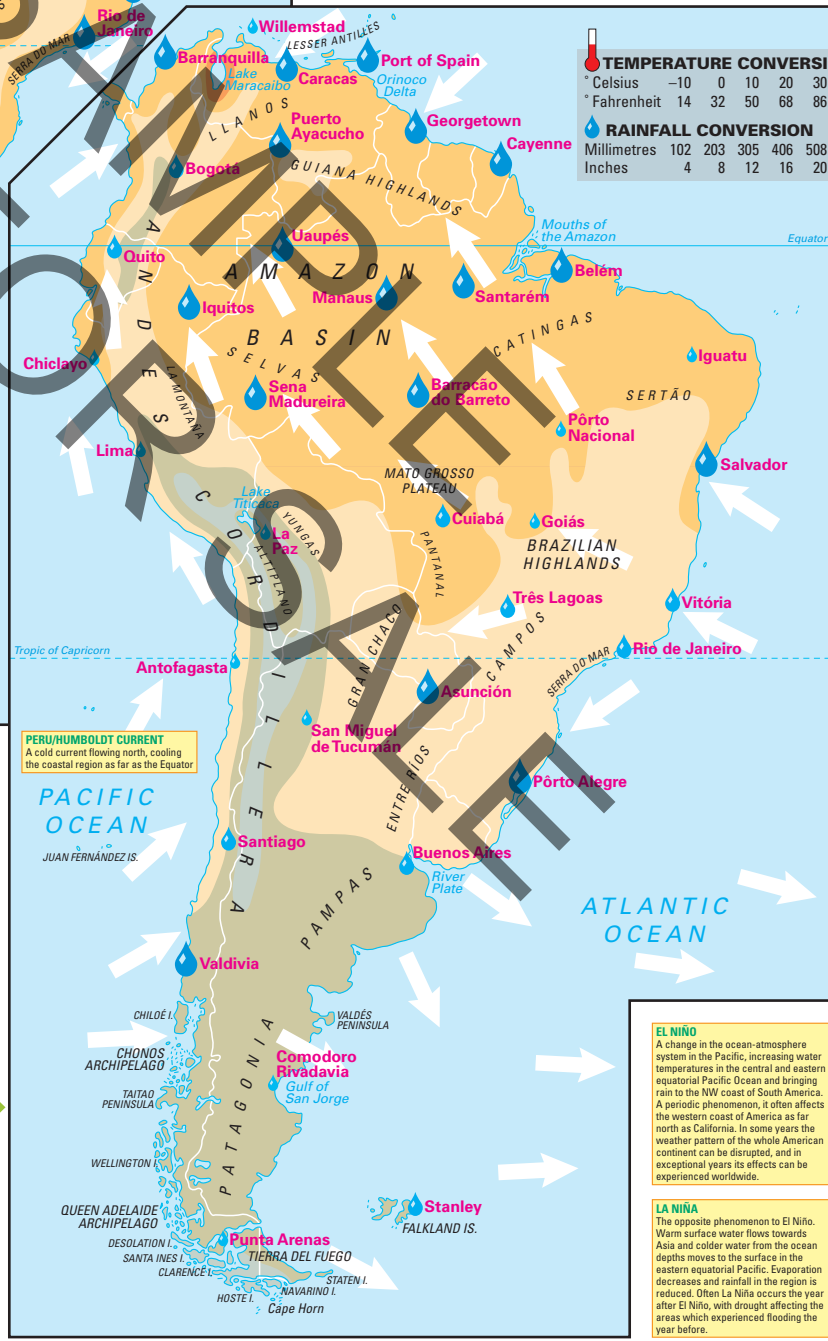 Rio de
Janeiro
SERRA DO MAR
Willemstad
LESSER ANTILLES
Barranquilla
Lake
Maracaibo
Caracas
Port of Spain
Orinoco
Delta
LLANOS
Puerto
Ayacucho
Georgetown
Cayenne
Bogotá
GUIANA HIGHLANDS
TEMPERATURE CONVERSI
° Celsius –10 0 10 20 30
° Fahrenheit 14 32 50 68 86
RAINFALL CONVERSION
Millimetres 102 203 305 406 508
Inches 4 8 12 16 20
Mouths of
the Amazon
Equator
Quito
Uaupés
Belém
AMAZON
BASIN
Iquitos
Manaus
Santarém
SELVAS
CATINGAS
Chiclayo
LA MONTAÑA
Iguatu
SERTÃO
Sena
Madureira
Barracão
do Barreto
Pôrto
Nacional
Lima
Salvador
MATO GROSSO
PLATEAU
Lake
Titicaca
YUNGAS
La
Paz
ALTIPLANO
Cuiabá
Goiás
PANTANAL
BRAZILIAN
HIGHLANDS
Três Lagoas
Vitória
GRAN CHACO
CAMPOS
Tropic of Capricorn
Rio de Janeiro
SERRA DO MAR
Antofagasta
Asunción
ANDES
CORDILLERA
San Miguel
de Tucumán
PERU/HUMBOLDT CURRENT
A cold current flowing north, cooling
the coastal region as far as the Equator
ENTRE RÍOS
Pôrto Alegre
PACIFIC
OCEAN
Santiago
JUAN FERNÁNDEZ IS.
Buenos Aires
River
Plate
PAMPAS
ATLANTIC
OCEAN
Valdivia
CHILOÉ I.
VALDÉS
PENINSULA
CHONOS
ARCHIPELAGO
Comodoro
Rivadavia
Gulf of
San Jorge
TAITAO
PENINSULA
PATAGONIA
WELLINGTON I.
QUEEN ADELAIDE
ARCHIPELAGO
Stanley
FALKLAND IS.
DESOLATION I.
Punta Arenas
SANTA INES I.
TIERRA DEL FUEGO
CLARENCE I.
STATEN I.
NAVARINO I.
HOSTE I.
Cape Horn
EL NIÑO
A change in the ocean-atmosphere
system in the Pacific, increasing water
temperatures in the central and eastern
equatorial Pacific Ocean and bringing
rain to the NW coast of South America.
A periodic phenomenon, it often affects
the western coast of America as far
north as California. In some years the
weather pattern of the whole American
continent can be disrupted, and in
exceptional years its effects can be
experienced worldwide.
LA NIÑA
The opposite phenomenon to El Niño.
Warm surface water flows towards
Asia and colder water from the ocean
depths moves to the surface in the
eastern equatorial Pacific. Evaporation
decreases and rainfall in the region is
reduced. Often La Niña occurs the year
after El Niño, with drought affecting the
areas which experienced flooding the
year before.
AMPLE
OR SALE